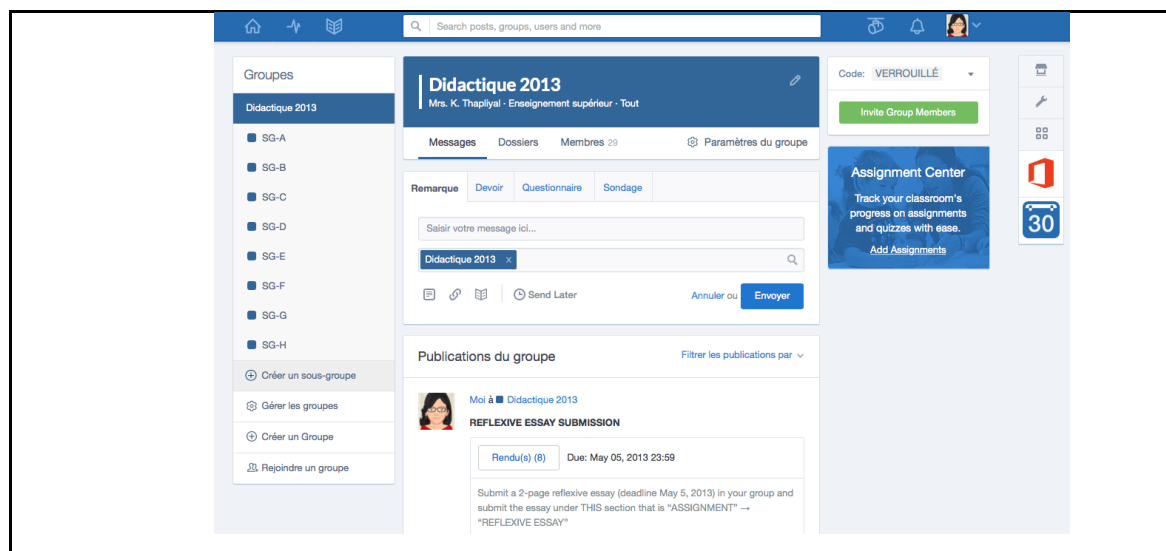 Search posts, groups, users and more
Groupes
Didactique 2013
SG-A
SG-B
SG-C
SG-D
SG-E
SG-F
SG-G
SG-H
Créer un sous-groupe
Gérer les groupes
Créer un Groupe
Rejoindre un groupe
Didactique 2013
Mrs. K. Thapliyal · Enseignement supérieur · Tout
Messages Dossiers Membres 29 Paramètres du groupe
Remarque Devoir Questionnaire Sondage
Saisir votre message ici...
Didactique 2013 x
Send Later Annuler ou Envoyer
Publications du groupe Filtrer les publications par
Moi à Didactique 2013
REFLEXIVE ESSAY SUBMISSION
Rendu(s) (8) Due: May 05, 2013 23:59
Submit a 2-page reflexive essay (deadline May 5, 2013) in your group and
submit the essay under THIS section that is "ASSIGNMENT" →
"REFLEXIVE ESSAY"
Code: VERROUILLÉ
Invite Group Members
Assignment Center
Track your classroom's
progress on assignments
and quizzes with ease.
Add Assignments
30